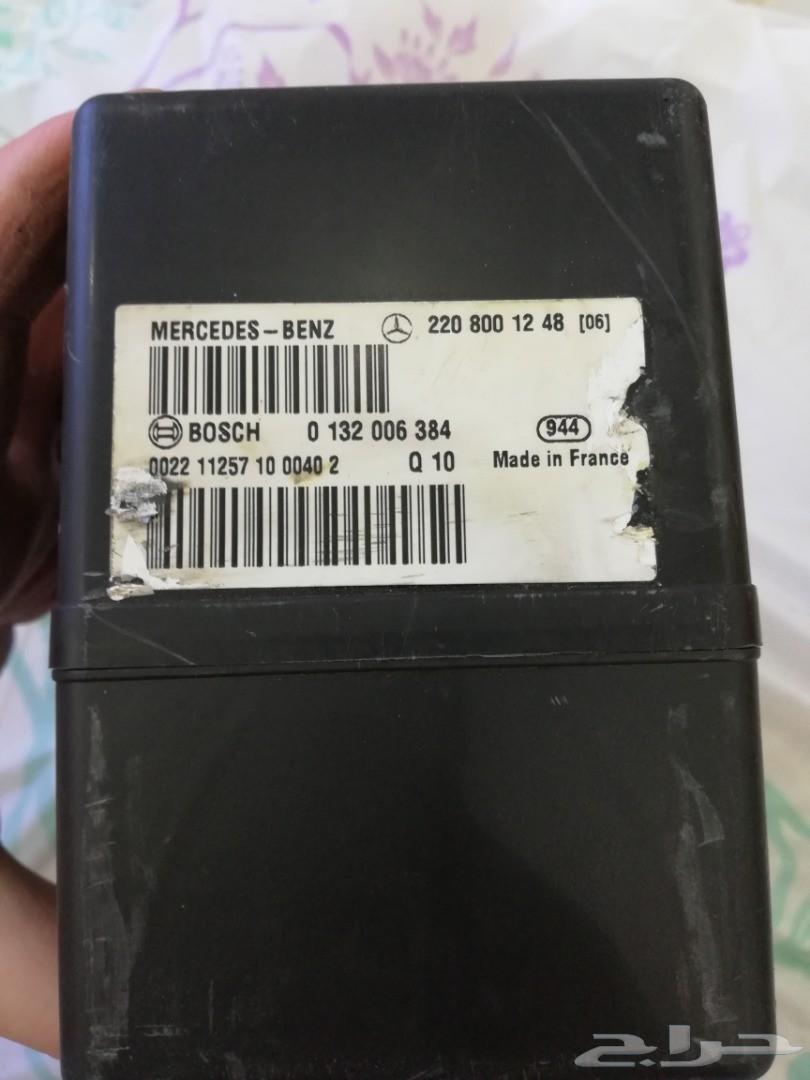 MERCEDES-BENZ 220 800 12 48 [06]
BOSCH 0 132 006 384 944
0022 11257 10 0040 2 Q 10 Made in France
حراج